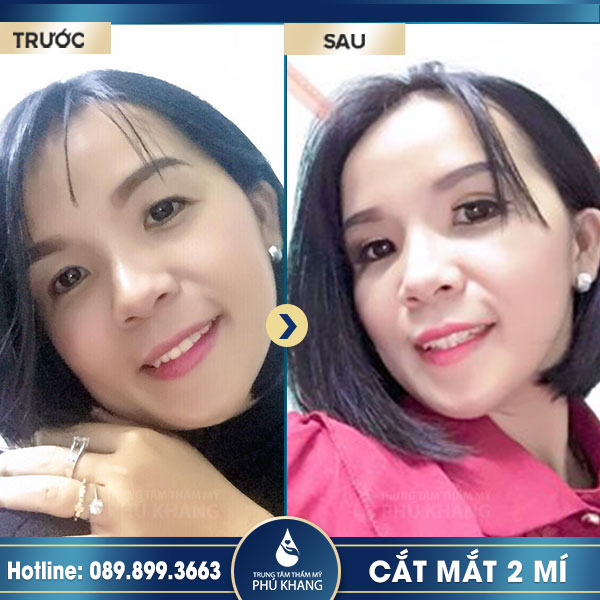 TRƯỚC
SAU
TRUNG TÂM THẨM MỸ
PHÚ KHANG
TRUNG TÂM THẨM MỸ
PHÚ KHANG
Hotline: 089.899.3663
TRUNG TÂM THẨM MỸ
PHÚ KHANG
CẮT MẮT 2 MÍ